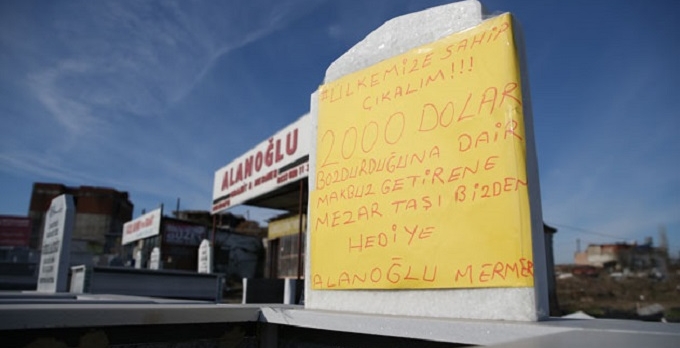 #ÜLKEMİZE SAHİP
ÇIKALIM!!!
2000 DOLAR
BOZDURDUĞUNA DAİR
MAKBUZ GETİRENE
MEZAR TAŞI BİZDEN
HEDİYE
ALANOĞLU MERMER
ALANOĞLU